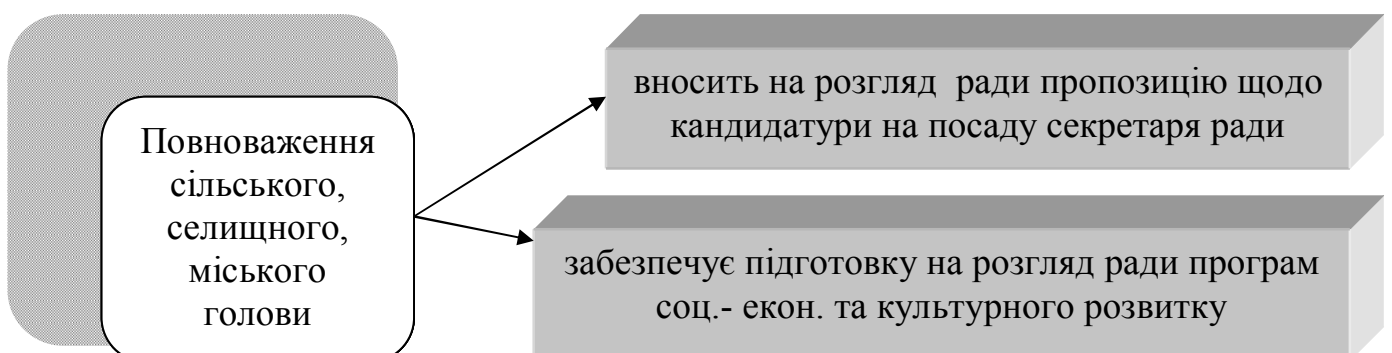 Повноваження
сільського,
селищного,
міського
голови
вносить на розгляд ради пропозицію щодо
кандидатури на посаду секретаря ради
забезпечує підготовку на розгляд ради програм
соц.- екон. та культурного розвитку